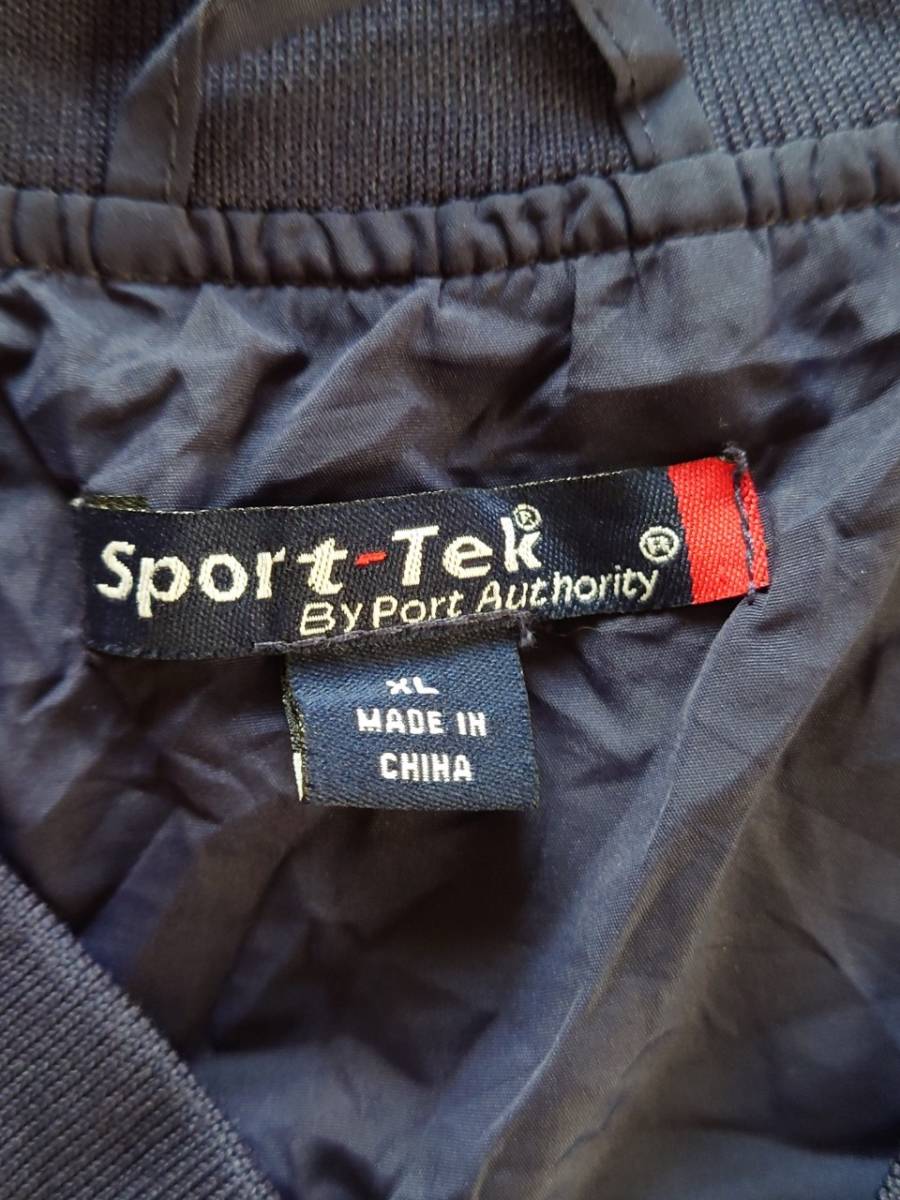 Sport-Tek®
By Port Authority®
XL
MADE IN
CHINA